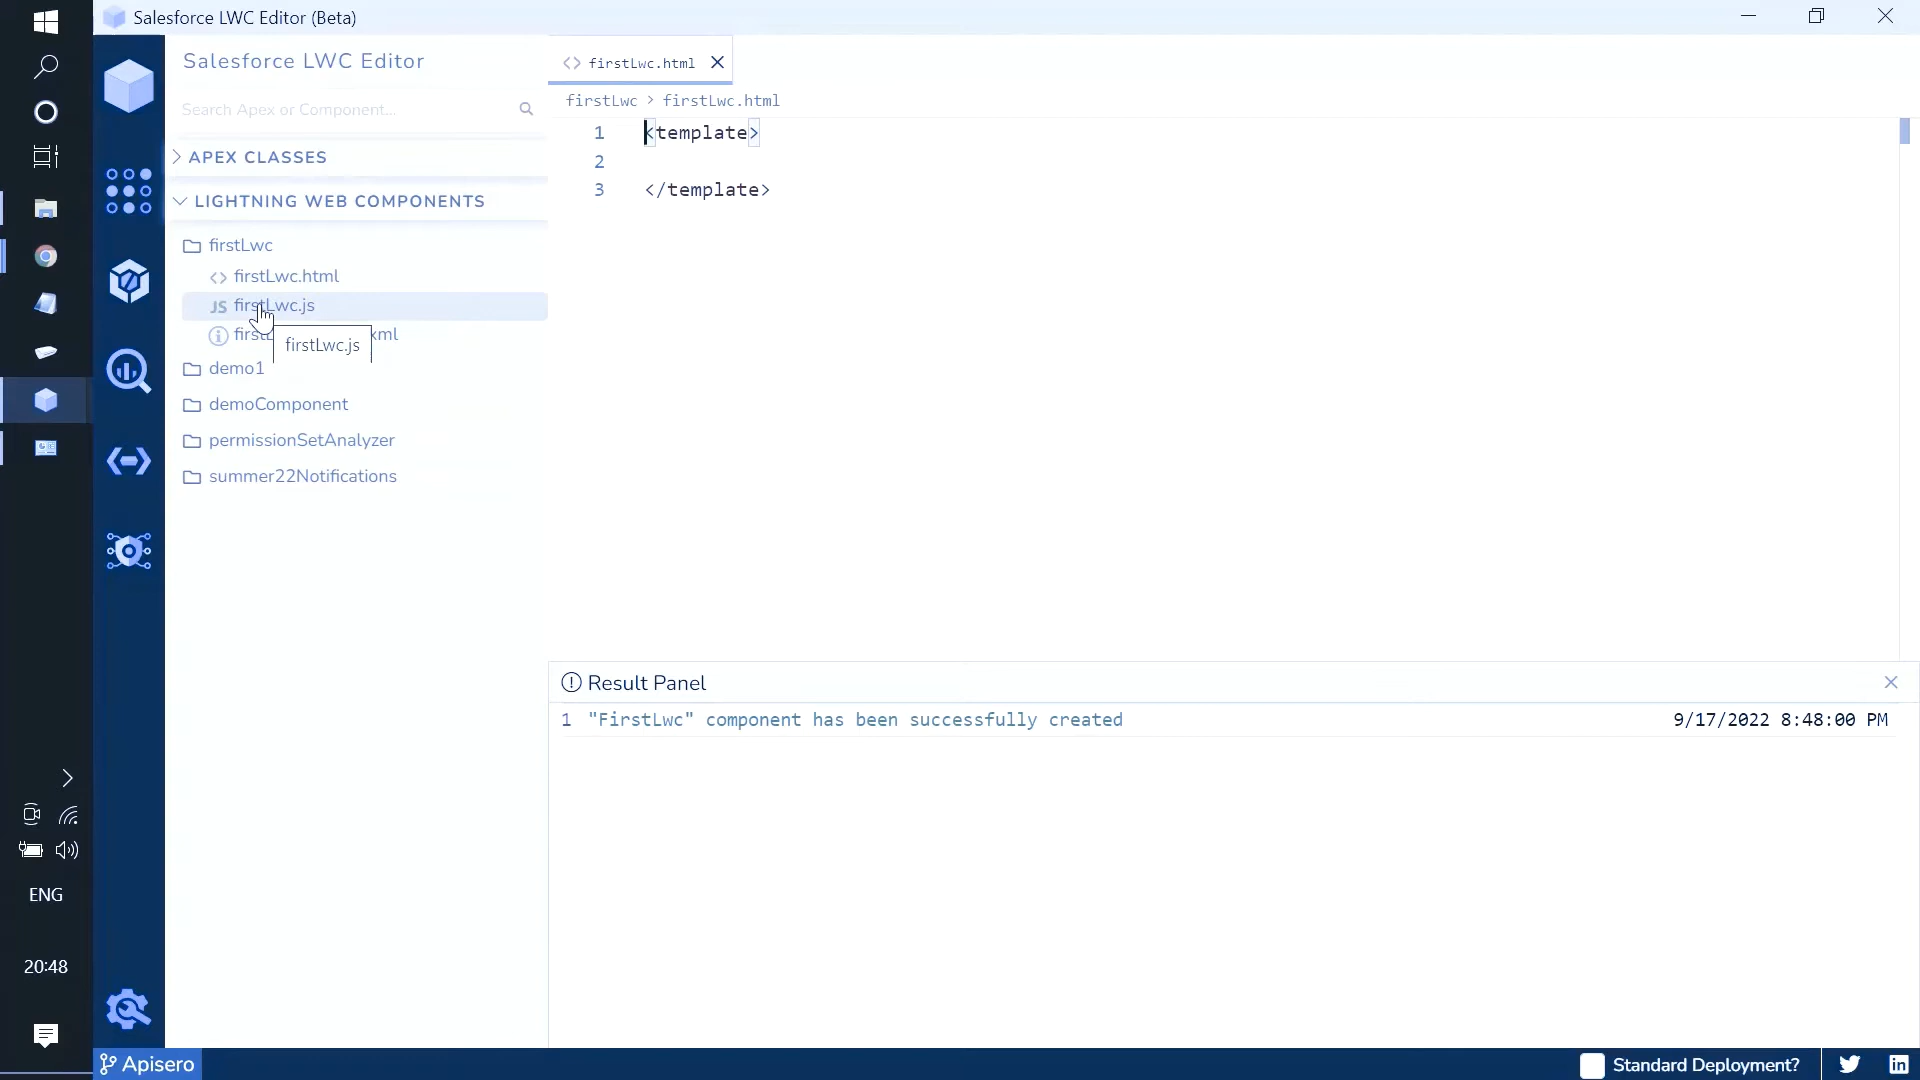 Salesforce LWC Editor (Beta)
Salesforce LWC Editor
Search Apex or Component...
APEX CLASSES
LIGHTNING WEB COMPONENTS
firstLwc
<> firstLwc.html
JS firstLwc.js
xml
firstLwc.js
demo1
demoComponent
permissionSetAnalyzer
summer22Notifications
<> firstLwc.html
firstLwc > firstLwc.html
1 <template>
2
3 </template>
Result Panel
1 "FirstLwc" component has been successfully created 9/17/2022 8:48:00 PM
ENG
20:48
Apisero
Standard Deployment?
in